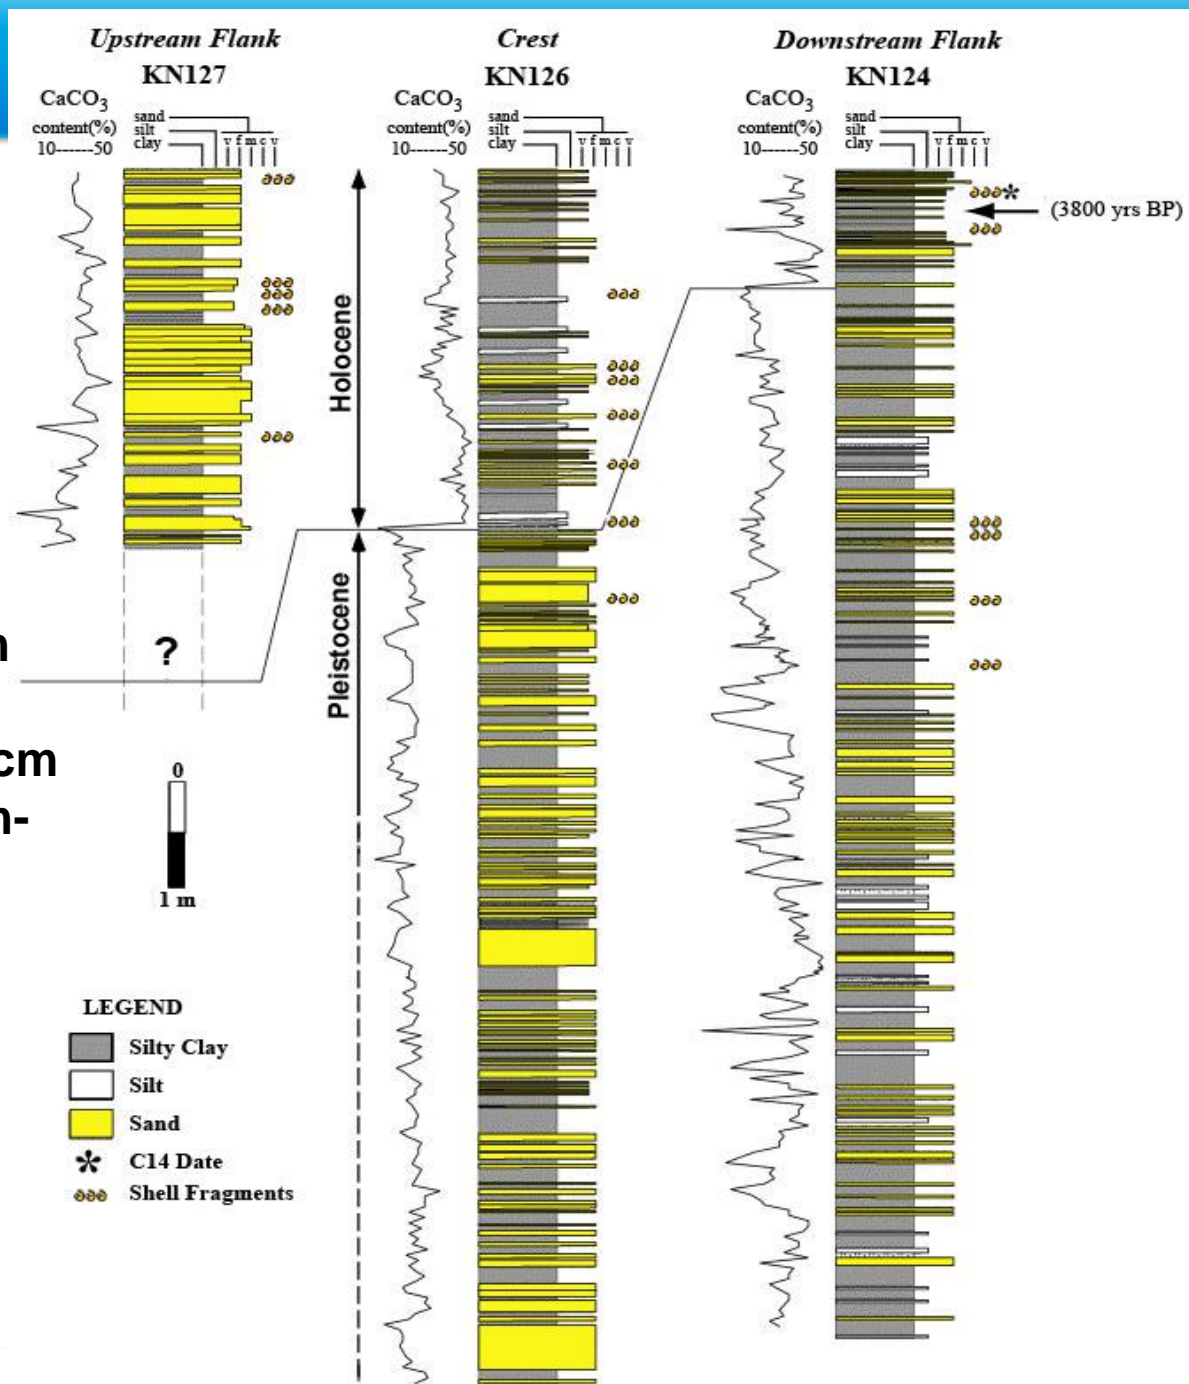 Upstream Flank
KN127
CaCO3
content(%)
10------50
sand
silt
clay
v f m c v
Crest
KN126
CaCO3
content(%)
10------50
sand
silt
clay
v f m c v
Downstream Flank
KN124
CaCO3
content(%)
10------50
sand
silt
clay
v f m c v
(3800 yrs BP)
Holocene
Pleistocene
?
cm
0
1 m
LEGEND
Silty Clay
Silt
Sand
* C14 Date
Shell Fragments